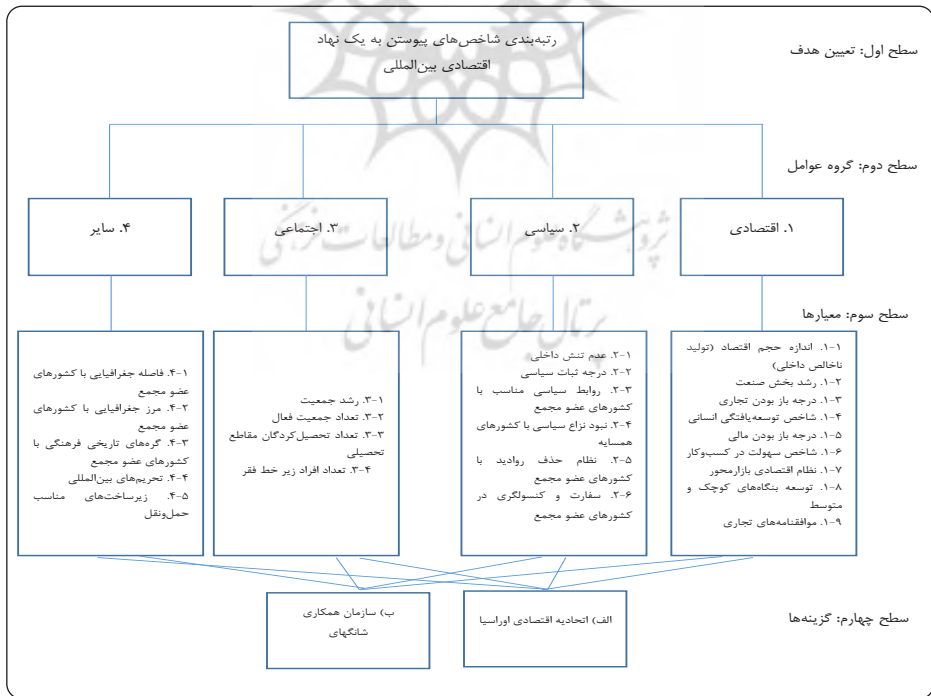 رتبه‌بندی شاخص‌های پیوستن به یک نهاد
اقتصادی بین‌المللی
سطح اول: تعیین هدف
سطح دوم: گروه عوامل
۱. اقتصادی
۲. سیاسی
۳. اجتماعی
۴. سایر
پژوهشگاه علوم انسانی و مطالعات فرهنگی
پرتال جامع علوم انسانی
سطح سوم: معیارها
۱-۱. اندازه حجم اقتصاد (تولید
ناخالص داخلی)
۱-۲. رشد بخش صنعت
۱-۳. درجه باز بودن تجاری
۱-۴. شاخص توسعه‌یافتگی انسانی
۱-۵. درجه باز بودن مالی
۱-۶. شاخص سهولت در کسب‌وکار
۱-۷. نظام اقتصادی بازارمحور
۱-۸. توسعه بنگاه‌های کوچک و
متوسط
۱-۹. موافقنامه‌های تجاری
۲-۱. عدم تنش داخلی
۲-۲. درجه ثبات سیاسی
۲-۳. روابط سیاسی مناسب با
کشورهای عضو مجمع
۲-۴. نبود نزاع سیاسی با کشورهای
همسایه
۲-۵. نظام حذف روادید با
کشورهای عضو مجمع
۲-۶. سفارت و کنسولگری در
کشورهای عضو مجمع
۳-۱. رشد جمعیت
۳-۲. تعداد جمعیت فعال
۳-۳. تعداد تحصیل‌کردگان مقاطع
تحصیلی
۳-۴. تعداد افراد زیر خط فقر
۴-۱. فاصله جغرافیایی با کشورهای
عضو مجمع
۴-۲. مرز جغرافیایی با کشورهای
عضو مجمع
۴-۳. گره‌های تاریخی فرهنگی با
کشورهای عضو مجمع
۴-۴. تحریم‌های بین‌المللی
۴-۵. زیرساخت‌های مناسب
حمل‌ونقل
سطح چهارم: گزینه‌ها
الف) اتحادیه اقتصادی اوراسیا
ب) سازمان همکاری
شانگهای